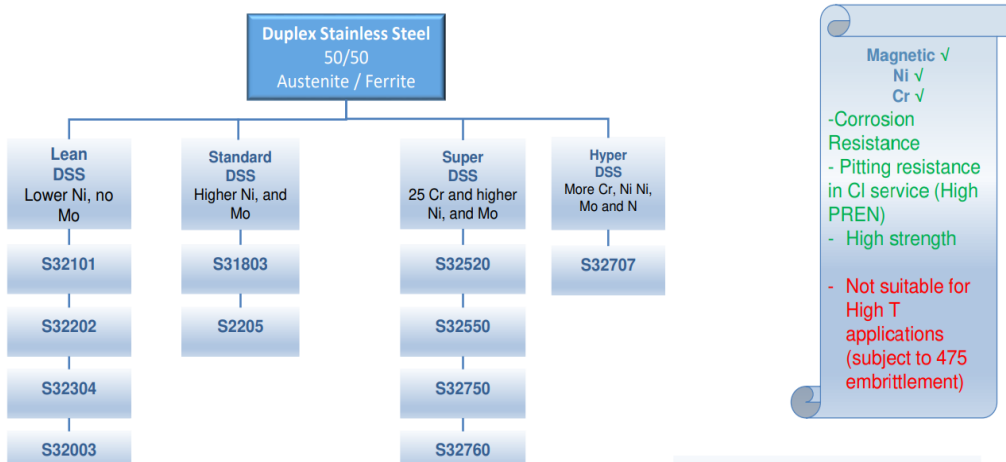 Duplex Stainless Steel
50/50
Austenite / Ferrite
Lean
DSS
Lower Ni, no
Mo
S32101
S32202
S32304
S32003
Standard
DSS
Higher Ni, and
Mo
S31803
S2205
Super
DSS
25 Cr and higher
Ni, and Mo
S32520
S32550
S32750
S32760
Hyper
DSS
More Cr, Ni Ni,
Mo and N
S32707
Magnetic √
Ni √
Cr √
-Corrosion
Resistance
- Pitting resistance
in Cl service (High
PREN)
- High strength
- Not suitable for
High T
applications
(subject to 475
embrittlement)